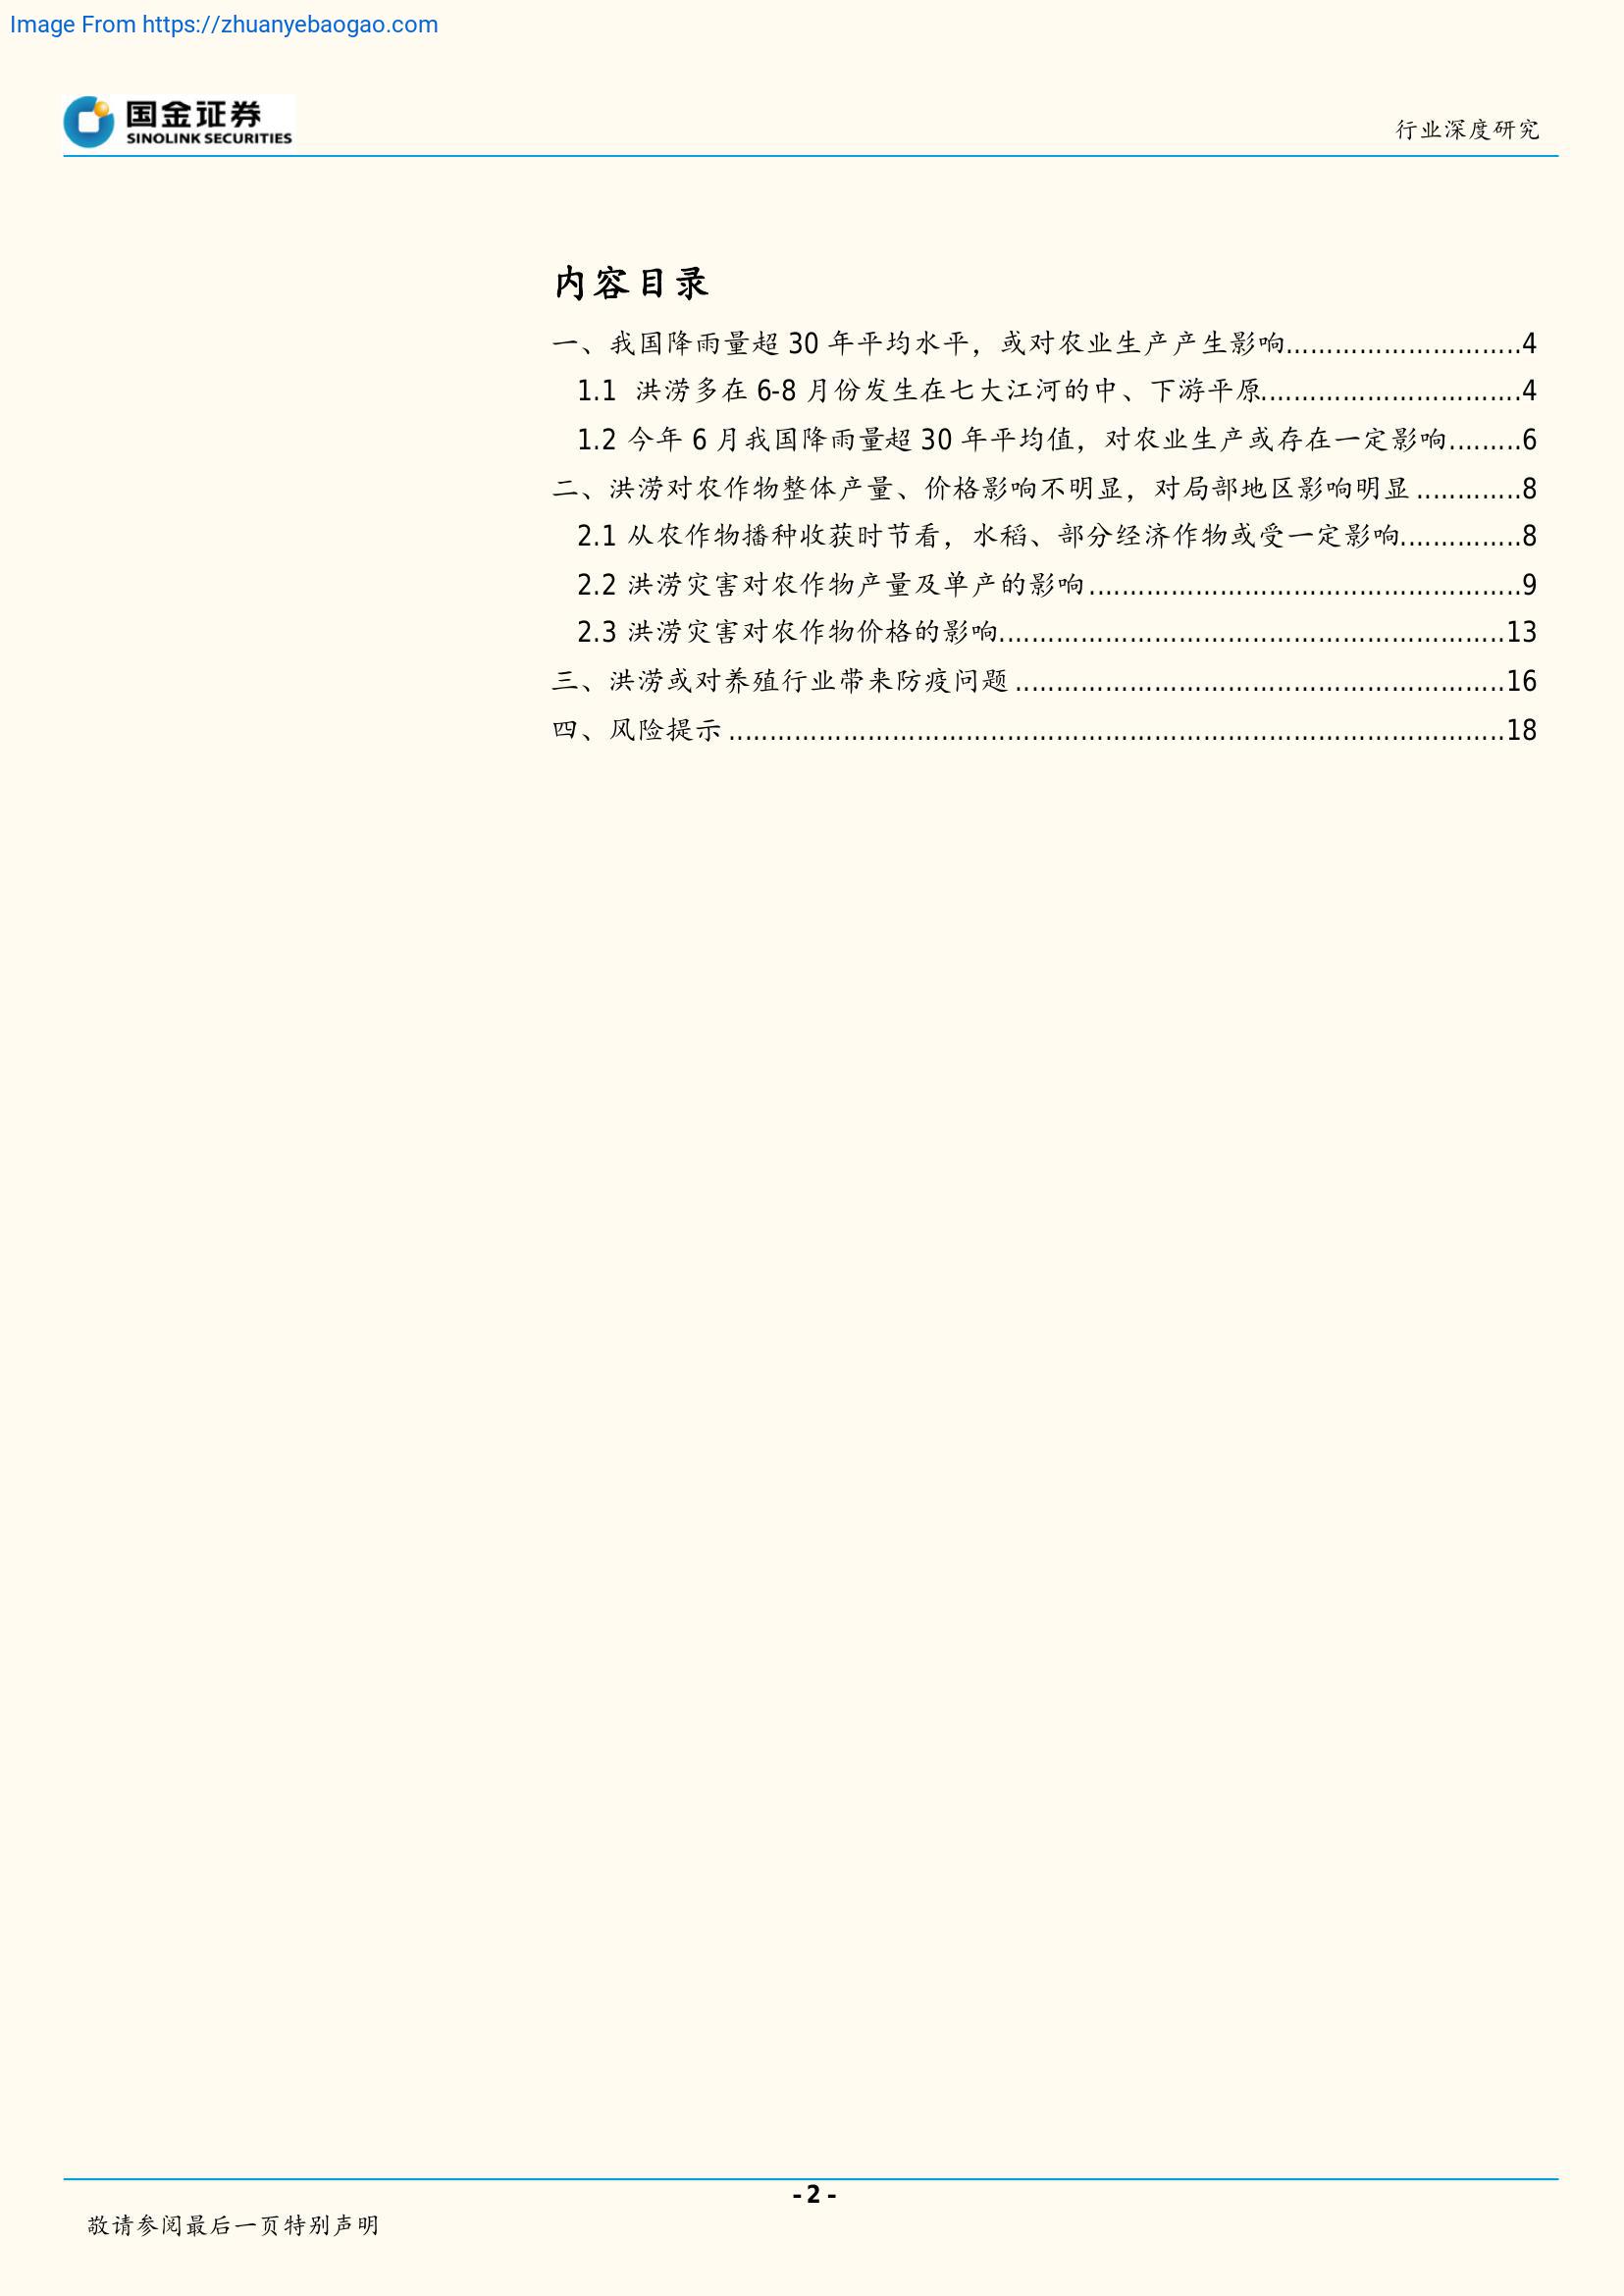 Image From https://zhuanyebaogao.com
国金证券
SINOLINK SECURITIES
行业深度研究
内容目录
一、我国降雨量超 30 年平均水平，或对农业生产产生影响............................4
1.1 洪涝多在 6-8 月份发生在七大江河的中、下游平原...............................4
1.2 今年 6 月我国降雨量超 30 年平均值，对农业生产或存在一定影响.........6
二、洪涝对农作物整体产量、价格影响不明显，对局部地区影响明显 .............8
2.1 从农作物播种收获时节看，水稻、部分经济作物或受一定影响...............8
2.2 洪涝灾害对农作物产量及单产的影响.....................................................9
2.3 洪涝灾害对农作物价格的影响..............................................................13
三、洪涝或对养殖行业带来防疫问题 ............................................................16
四、风险提示 ...............................................................................................18
- 2 -
敬请参阅最后一页特别声明